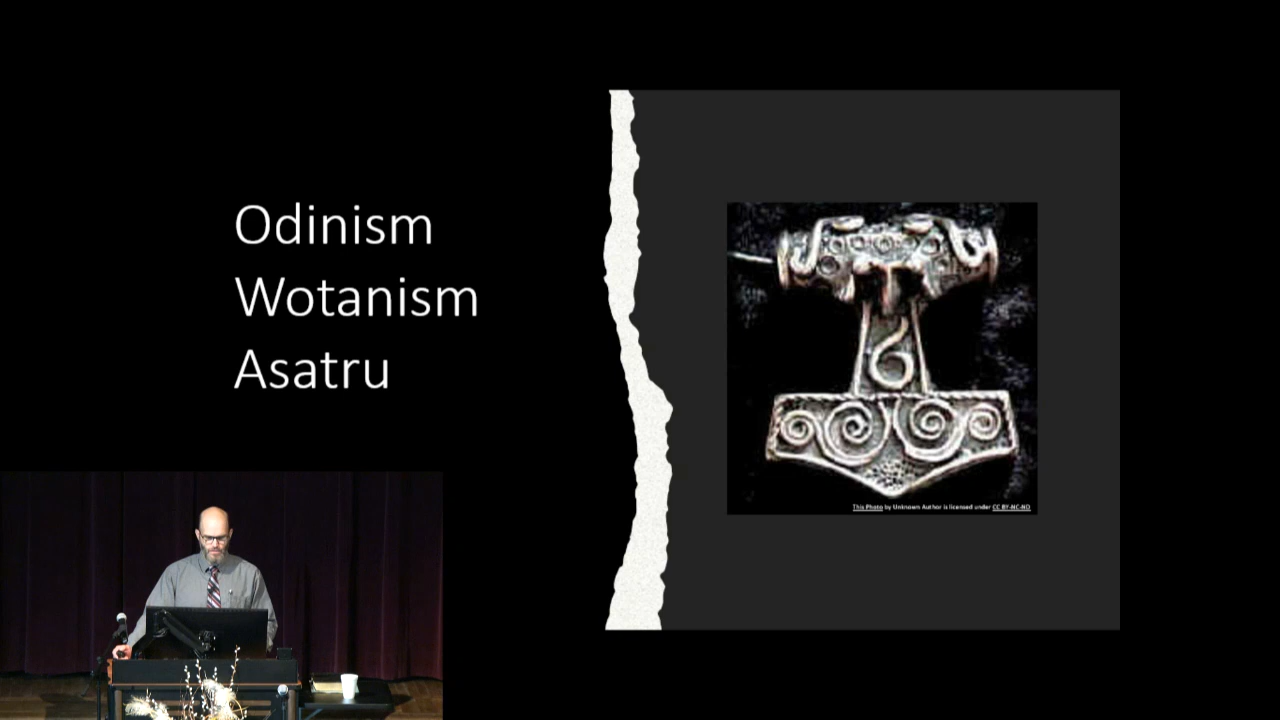 Odinism
Wotanism
Asatru
This Photo by Unknown Author is licensed under CC BY-NC-ND